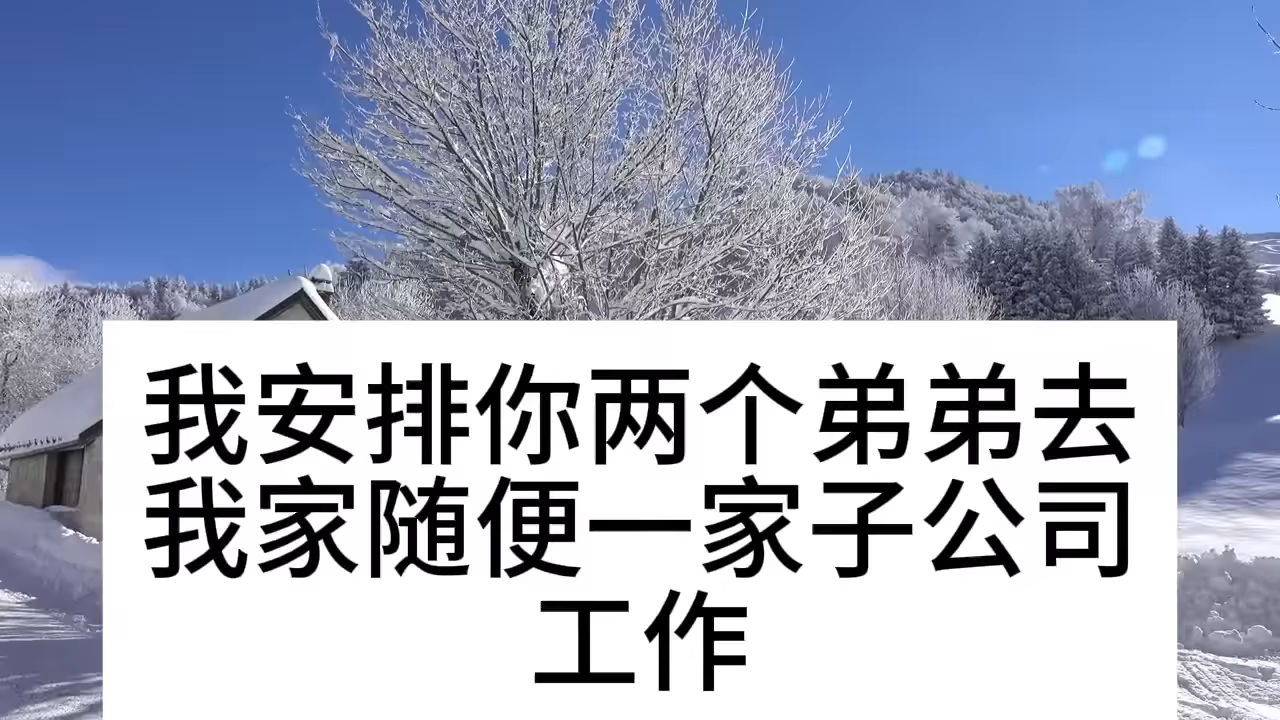 我安排你两个弟弟去
我家随便一家子公司
工作